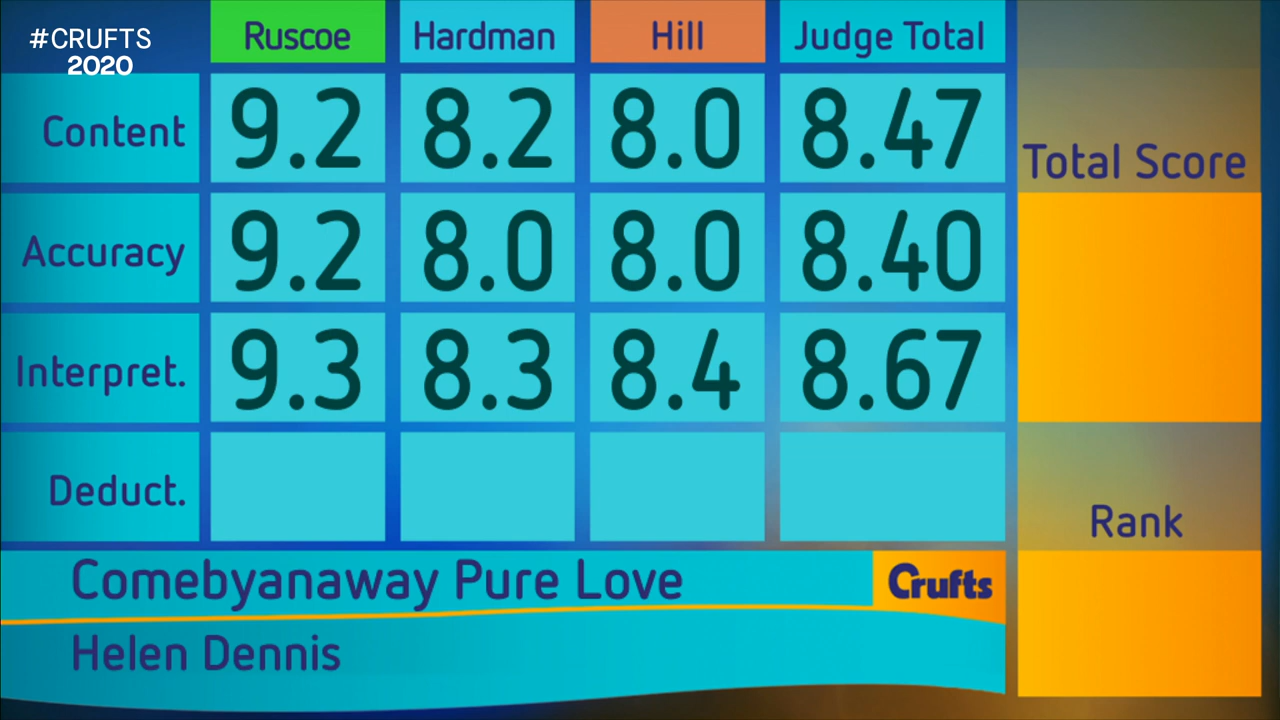 #CRUFTS
2020
Ruscoe Hardman Hill Judge Total
Content 9.2 8.2 8.0 8.47
Total Score
Accuracy 9.2 8.0 8.0 8.40
Interpret. 9.3 8.3 8.4 8.67
Deduct.
Rank
Comebyanaway Pure Love
Crufts
Helen Dennis